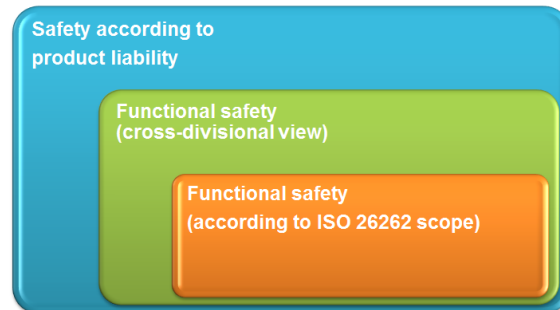 Safety according to
product liability
Functional safety
(cross-divisional view)
Functional safety
(according to ISO 26262 scope)